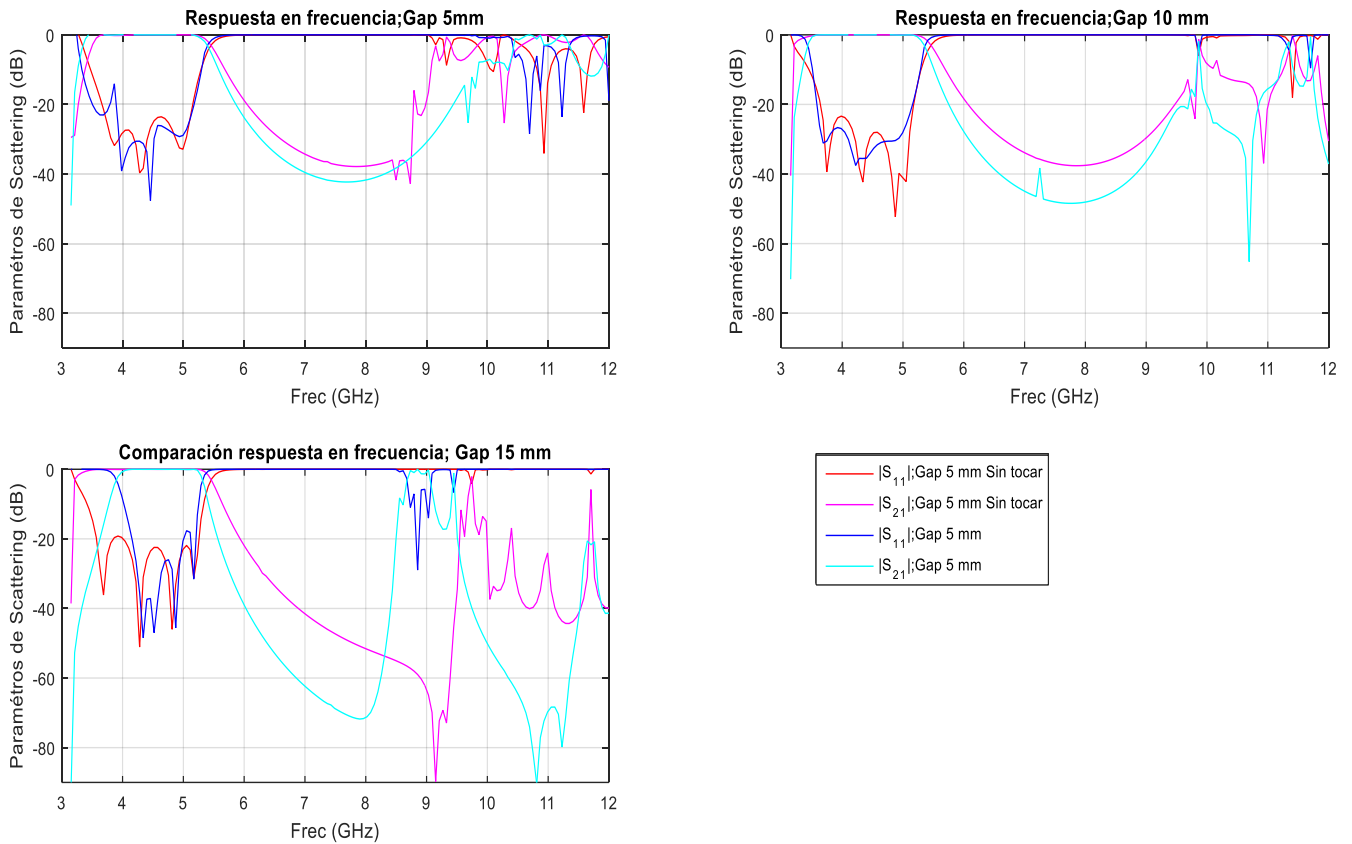 Respuesta en frecuencia;Gap 5mm
Paramétros de Scattering (dB)
0
-20
-40
-60
-80
3 4 5 6 7 8 9 10 11 12
Frec (GHz)
Respuesta en frecuencia;Gap 10 mm
Paramétros de Scattering (dB)
0
-20
-40
-60
-80
3 4 5 6 7 8 9 10 11 12
Frec (GHz)
Comparación respuesta en frecuencia; Gap 15 mm
Paramétros de Scattering (dB)
0
-20
-40
-60
-80
3 4 5 6 7 8 9 10 11 12
Frec (GHz)
|S11|;Gap 5 mm Sin tocar
|S21|;Gap 5 mm Sin tocar
|S11|;Gap 5 mm
|S21|;Gap 5 mm